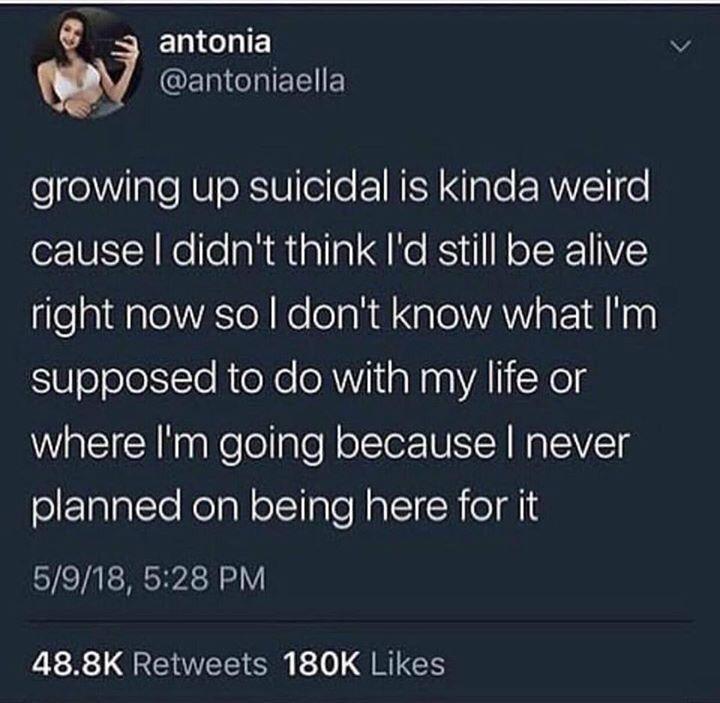 antonia
@antoniaella
growing up suicidal is kinda weird
cause I didn't think I'd still be alive
right now so I don't know what I'm
supposed to do with my life or
where I'm going because I never
planned on being here for it
5/9/18, 5:28 PM
48.8K Retweets 180K Likes